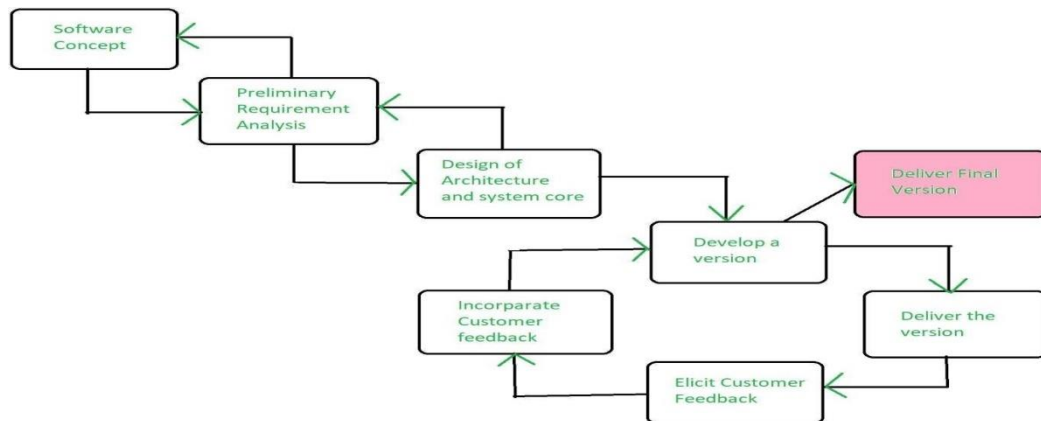 Software
Concept
Preliminary
Requirement
Analysis
Design of
Architecture
and system core
Deliver Final
Version
Develop a
version
Incorparate
Customer
feedback
Deliver the
version
Elicit Customer
Feedback